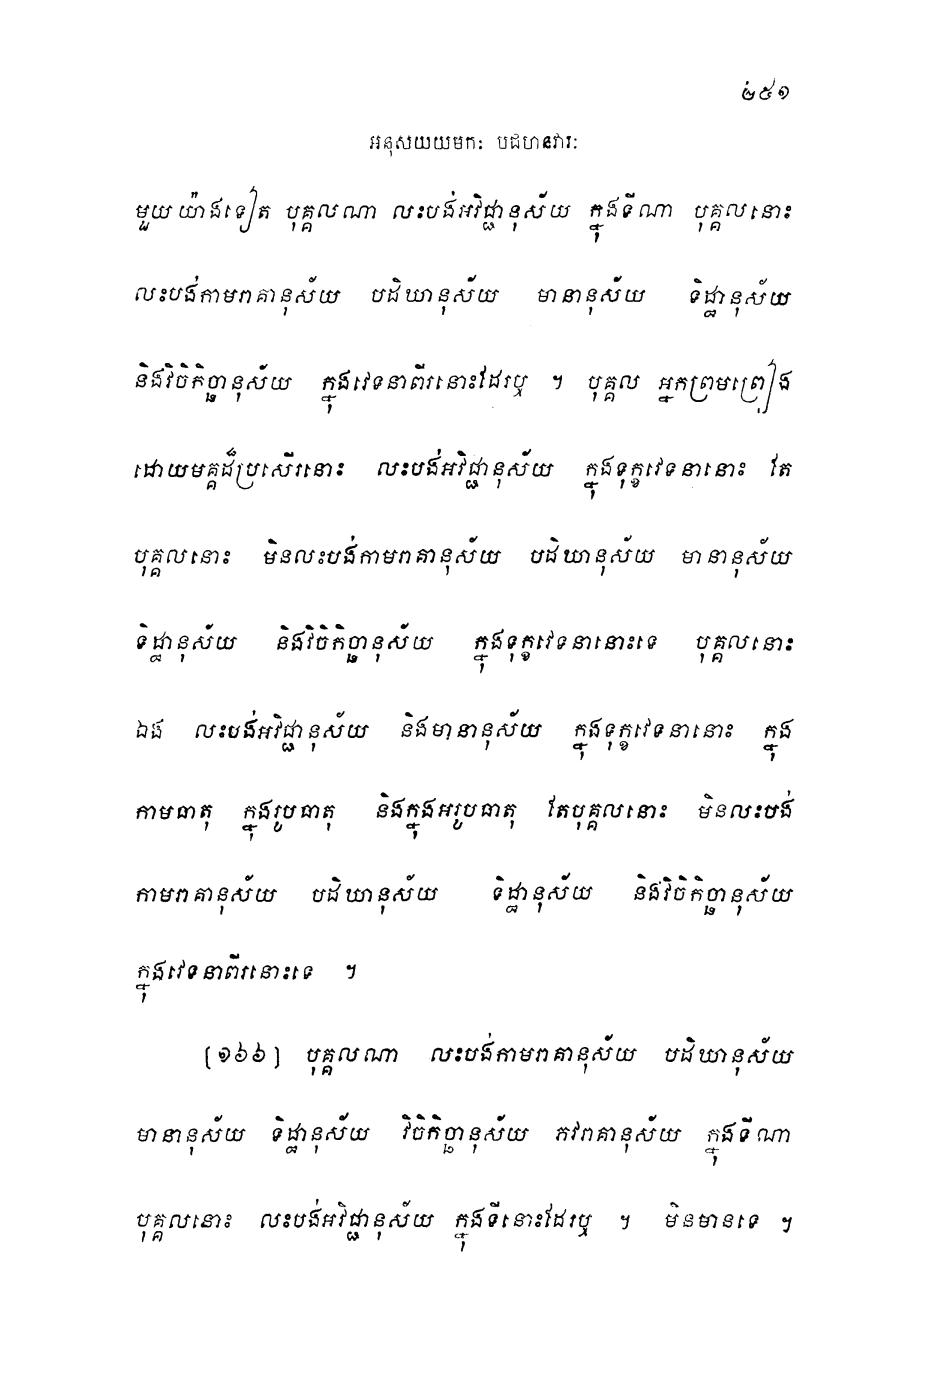 ២៥១
អនុសយយមកៈ បជហនវារៈ
មួយយ៉ាងទៀត បុគ្គលណា លះបង់អវិជ្ជានុស័យ ក្នុងទីណា បុគ្គលនោះ
លះបង់កាមរាគានុស័យ បដិឃានុស័យ មានានុស័យ ទិដ្ឋានុស័យ
និងវិចិកិច្ឆានុស័យ ក្នុងវេទនាពីរនោះដែរឬ ។ បុគ្គល អ្នកព្រមព្រៀង
ដោយមគ្គដ៏ប្រសើរនោះ លះបង់អវិជ្ជានុស័យ ក្នុងទុក្ខវេទនានោះ តែ
បុគ្គលនោះ មិនលះបង់កាមរាគានុស័យ បដិឃានុស័យ មានានុស័យ
ទិដ្ឋានុស័យ និងវិចិកិច្ឆានុស័យ ក្នុងទុក្ខវេទនានោះទេ បុគ្គលនោះ
ឯង លះបង់អវិជ្ជានុស័យ និងមានានុស័យ ក្នុងទុក្ខវេទនានោះ ក្នុង
កាមធាតុ ក្នុងរូបធាតុ និងក្នុងអរូបធាតុ តែបុគ្គលនោះ មិនលះបង់
កាមរាគានុស័យ បដិឃានុស័យ ទិដ្ឋានុស័យ និងវិចិកិច្ឆានុស័យ
ក្នុងវេទនាពីរនោះទេ ។
[១៦៦] បុគ្គលណា លះបង់កាមរាគានុស័យ បដិឃានុស័យ
មានានុស័យ ទិដ្ឋានុស័យ វិចិកិច្ឆានុស័យ ភវរាគានុស័យ ក្នុងទីណា
បុគ្គលនោះ លះបង់អវិជ្ជានុស័យ ក្នុងទីនោះដែរឬ ។ មិនមានទេ ។